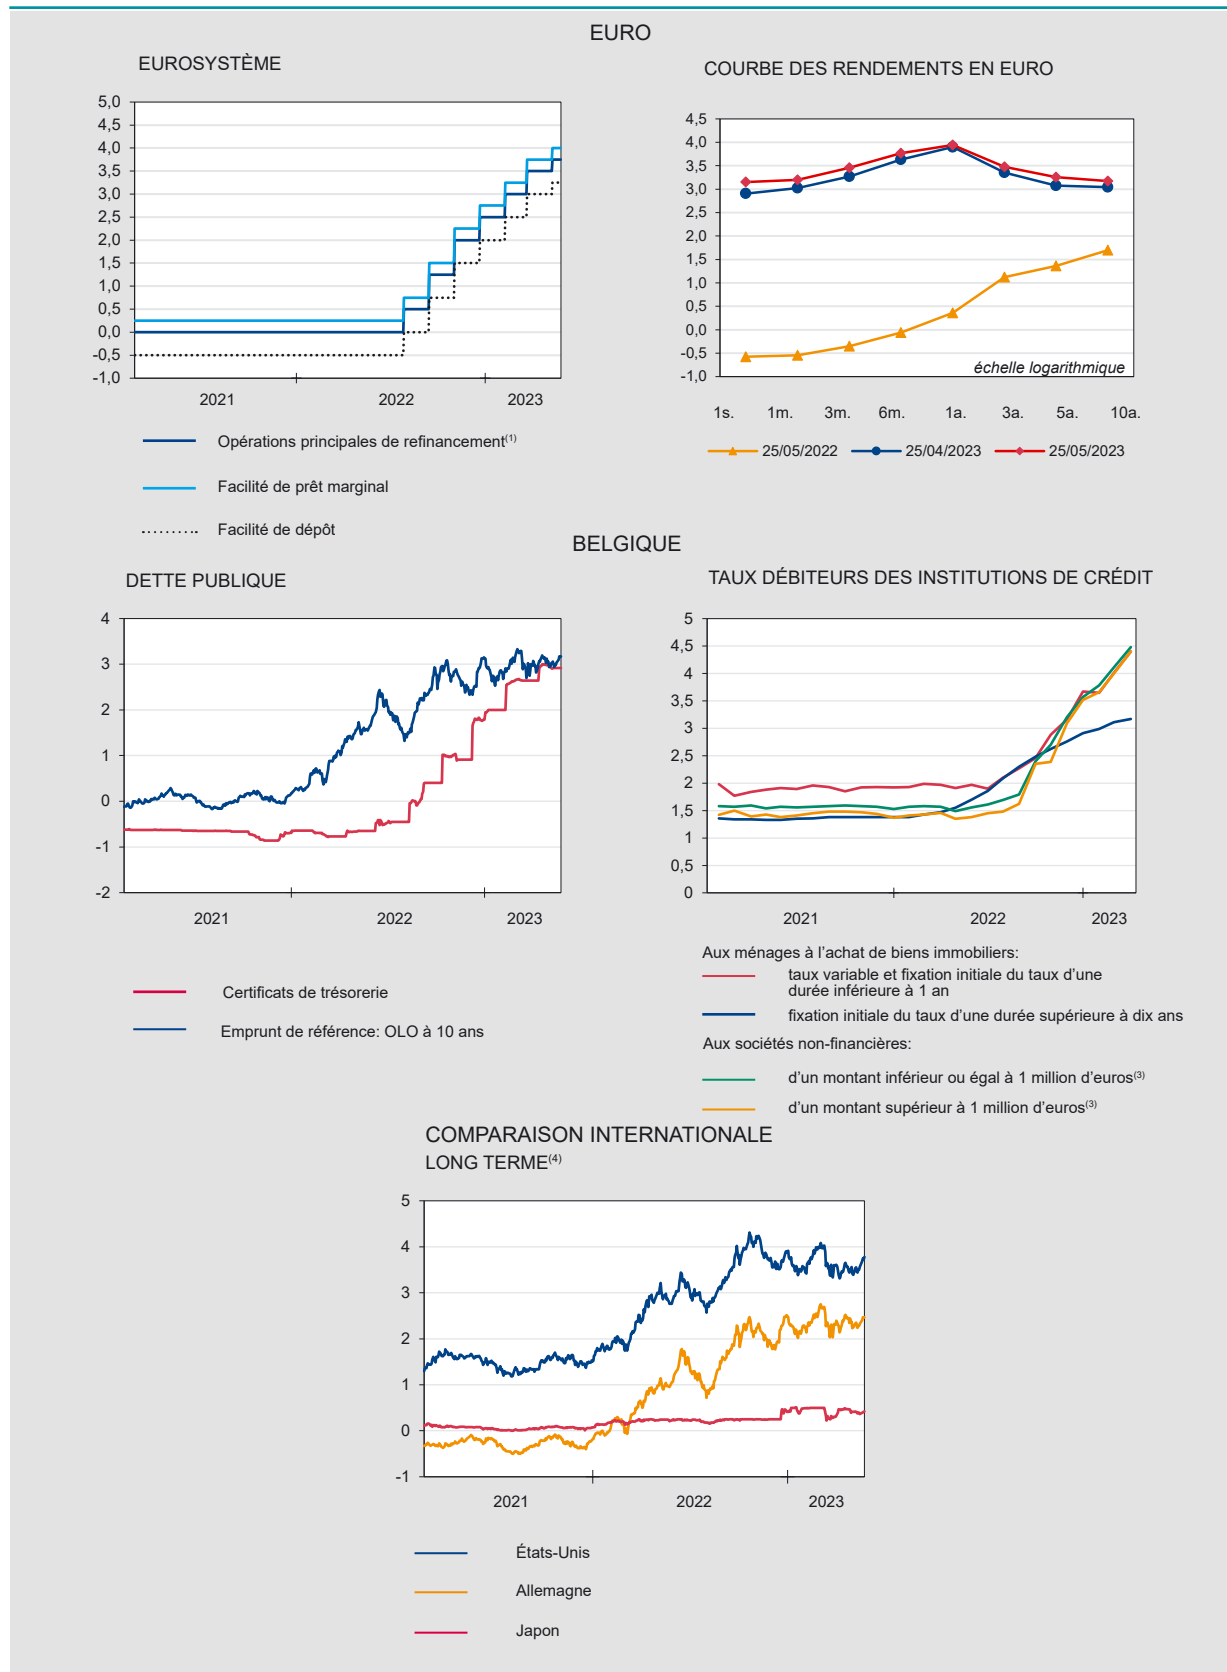 EURO
EUROSYSTÈME
5,0
4,5
4,0
3,5
3,0
2,5
2,0
1,5
1,0
0,5
0,0
-0,5
-1,0
2021 2022 2023
Opérations principales de refinancement(1)
Facilité de prêt marginal
Facilité de dépôt
COURBE DES RENDEMENTS EN EURO
4,5
4,0
3,5
3,0
2,5
2,0
1,5
1,0
0,5
0,0
-0,5
-1,0
échelle logarithmique
1s. 1m. 3m. 6m. 1a. 3a. 5a. 10a.
25/05/2022 25/04/2023 25/05/2023
BELGIQUE
DETTE PUBLIQUE
4
3
2
1
0
-1
-2
2021 2022 2023
Certificats de trésorerie
Emprunt de référence: OLO à 10 ans
TAUX DÉBITEURS DES INSTITUTIONS DE CRÉDIT
5
4,5
4
3,5
3
2,5
2
1,5
1
0,5
0
2021 2022 2023
Aux ménages à l’achat de biens immobiliers:
taux variable et fixation initiale du taux d’une
durée inférieure à 1 an
fixation initiale du taux d’une durée supérieure à dix ans
Aux sociétés non-financières:
d’un montant inférieur ou égal à 1 million d’euros(3)
d’un montant supérieur à 1 million d’euros(3)
COMPARAISON INTERNATIONALE
LONG TERME(4)
5
4
3
2
1
0
-1
2021 2022 2023
États-Unis
Allemagne
Japon